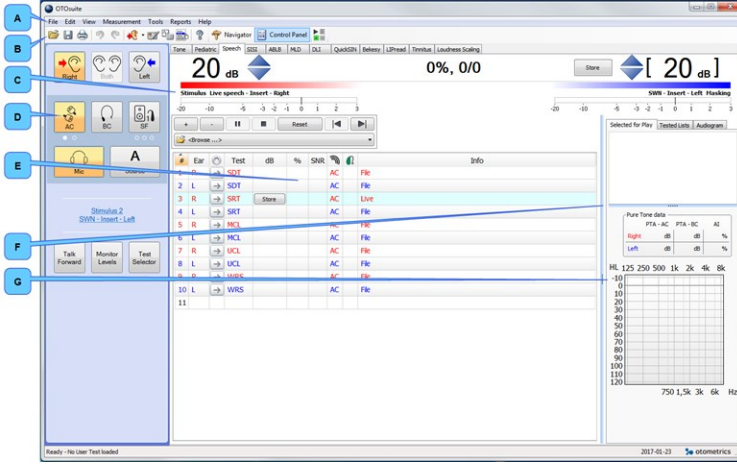 OTOsuite
A
File Edit View Measurement Tools Reports Help
B
Navigator Control Panel
Tone Pediatric Speech SISI ABLB MLD DLI QuickSIN Bekesy LIPread Tinnitus Loudness Scaling
Right Both Left
20 dB 0%, 0/0 Store [ 20 dB ]
C
Stimulus Live speech - Insert - Right SWN - Insert - Left Masking
-20 -10 -5 -3 -2 -1 0 1 2 3 -20 -10 -5 -3 -2 -1 0 1 2 3
D
AC BC SF
+ - Reset
Selected for Play Tested Lists Audiogram
<Browse ...>
E
Mic A
# Ear Test dB % SNR Info
1 R SDT AC File
2 L SDT AC File
3 R SRT Store AC Live
4 L SRT AC File
5 R MCL AC File
6 L MCL AC File
7 R UCL AC File
8 L UCL AC File
9 R WRS AC File
10 L WRS AC File
11
Stimulus 2
SWN - Insert - Left
F
Talk Forward Monitor Levels Test Selector
G
Pure Tone data
PTA - AC PTA - BC AI
Right dB dB %
Left dB dB %
HL 125 250 500 1k 2k 4k 8k
-10
0
10
20
30
40
50
60
70
80
90
100
110
120
750 1,5k 3k 6k Hz
Ready - No User Test loaded 2017-01-23 otometrics